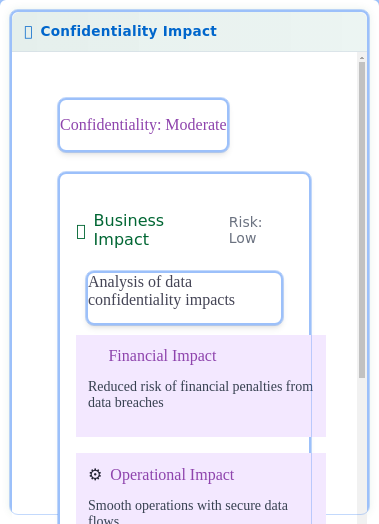 Confidentiality Impact
Confidentiality: Moderate
Business
Impact
Risk:
Low
Analysis of data
confidentiality impacts
Financial Impact
Reduced risk of financial penalties from
data breaches
⚙ Operational Impact
Smooth operations with secure data
flows